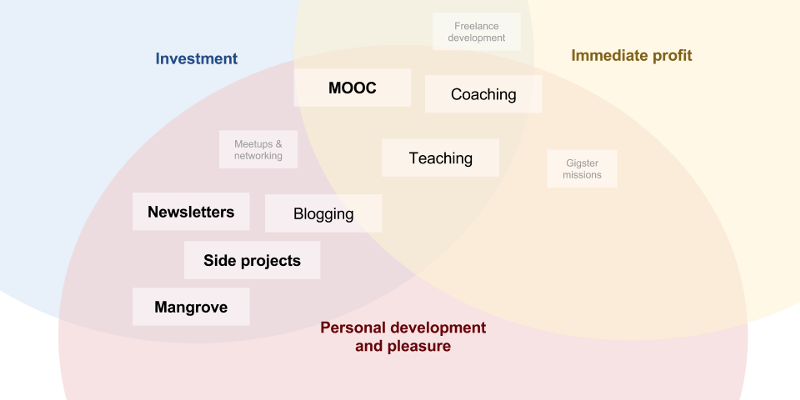 Freelance
development
Investment
Immediate profit
MOOC
Coaching
Meetups &
networking
Teaching
Gigster
missions
Newsletters
Blogging
Side projects
Mangrove
Personal development
and pleasure